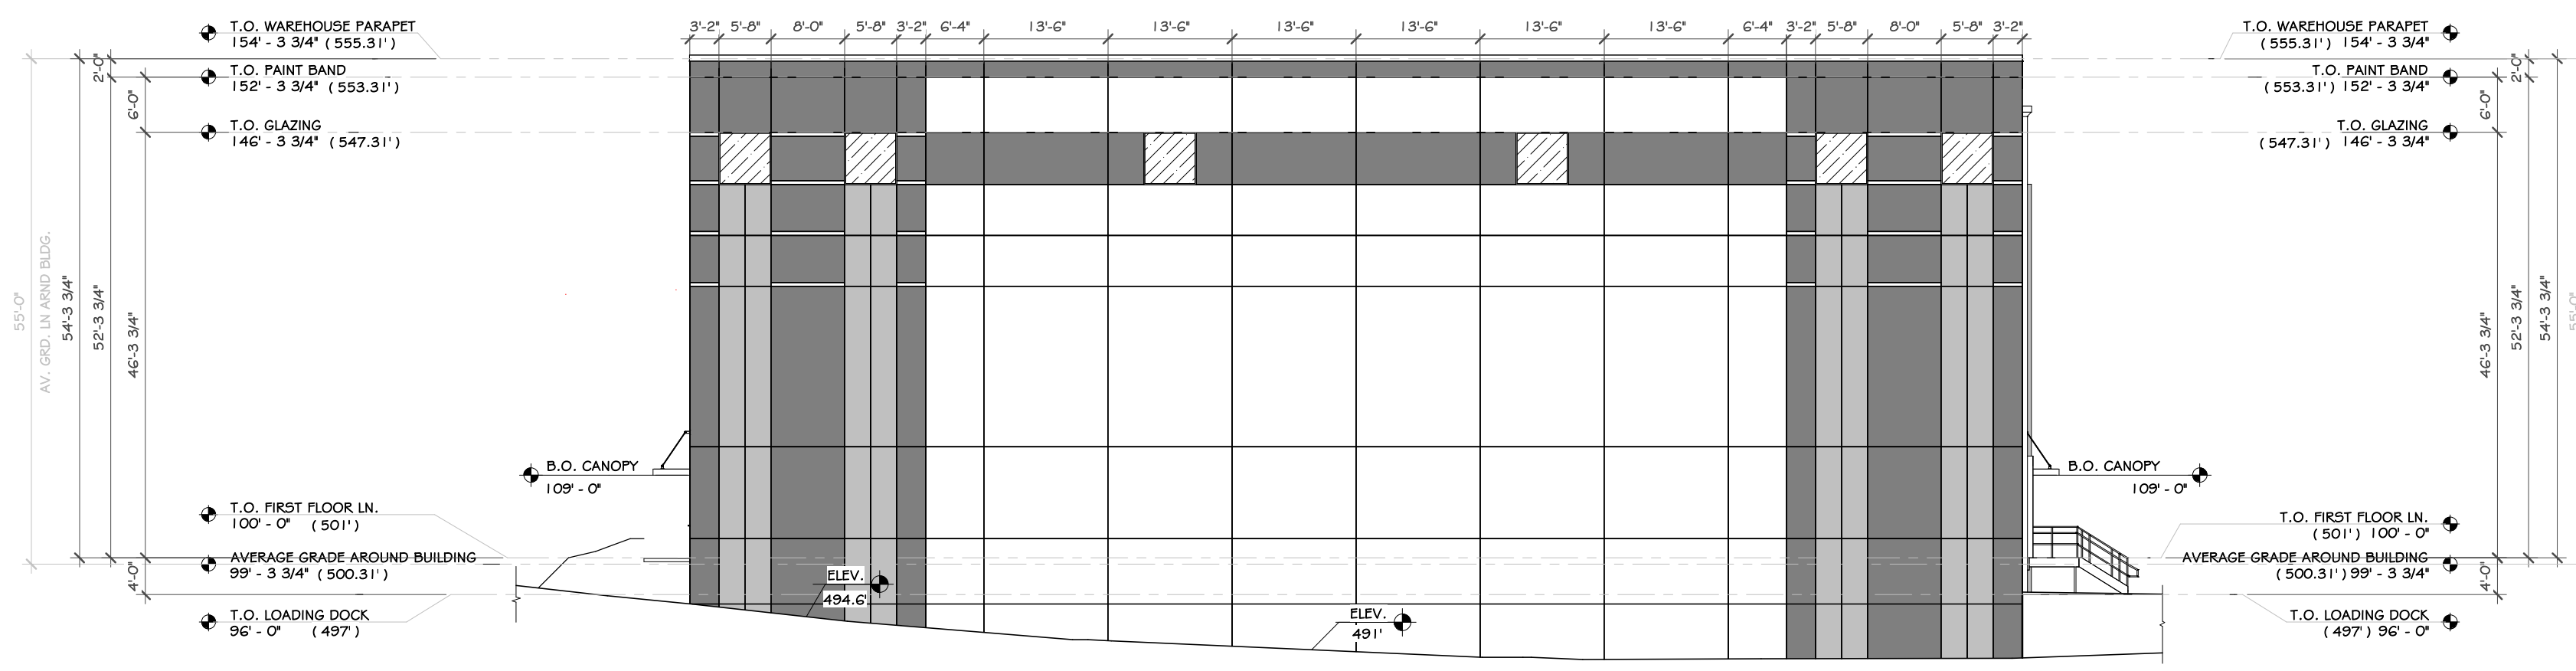 3'-2" 5'-8" 8'-0" 5'-8" 3'-2" 6'-4" 13'-6" 13'-6" 13'-6" 13'-6" 13'-6" 13'-6" 6'-4" 3'-2" 5'-8" 8'-0" 5'-8" 3'-2"
T.O. WAREHOUSE PARAPET
154' - 3 3/4" ( 555.31')
T.O. PAINT BAND
152' - 3 3/4" ( 553.31')
T.O. GLAZING
146' - 3 3/4" ( 547.31')
55'-0"
AV. GRD. LN ARND BLDG.
54'-3 3/4"
52'-3 3/4"
2'-0"
6'-0"
46'-3 3/4"
4'-0"
B.O. CANOPY
109' - 0"
T.O. FIRST FLOOR LN.
100' - 0" ( 501')
AVERAGE GRADE AROUND BUILDING
99' - 3 3/4" ( 500.31')
T.O. LOADING DOCK
96' - 0" ( 497')
ELEV.
494.6'
ELEV.
491'
T.O. WAREHOUSE PARAPET
( 555.31') 154' - 3 3/4"
T.O. PAINT BAND
( 553.31') 152' - 3 3/4"
T.O. GLAZING
( 547.31') 146' - 3 3/4"
2'-0"
6'-0"
46'-3 3/4"
52'-3 3/4"
54'-3 3/4"
55'-0"
4'-0"
B.O. CANOPY
109' - 0"
T.O. FIRST FLOOR LN.
( 501') 100' - 0"
AVERAGE GRADE AROUND BUILDING
( 500.31') 99' - 3 3/4"
T.O. LOADING DOCK
( 497') 96' - 0"